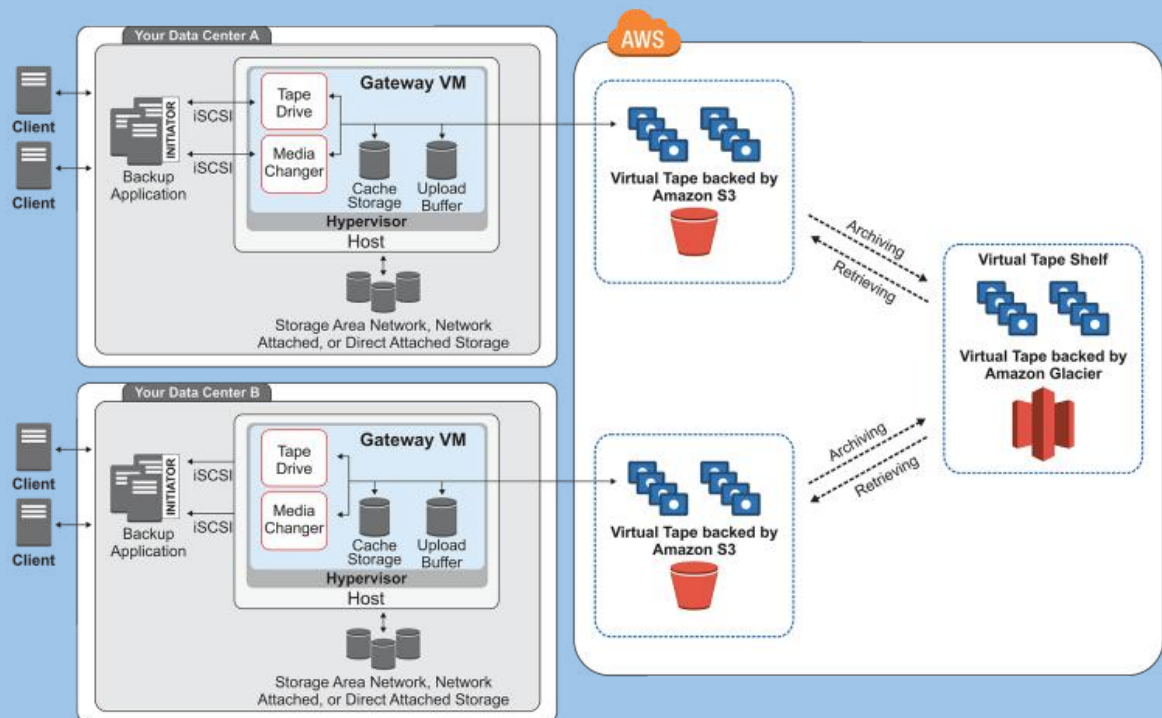 Your Data Center A
Client
Client
Backup
Application
INITIATOR
iSCSI
iSCSI
Gateway VM
Tape
Drive
Media
Changer
Cache
Storage
Upload
Buffer
Hypervisor
Host
Storage Area Network, Network
Attached, or Direct Attached Storage
Your Data Center B
Client
Client
Backup
Application
INITIATOR
iSCSI
iSCSI
Gateway VM
Tape
Drive
Media
Changer
Cache
Storage
Upload
Buffer
Hypervisor
Host
Storage Area Network, Network
Attached, or Direct Attached Storage
AWS
Virtual Tape backed by
Amazon S3
Archiving
Retrieving
Virtual Tape Shelf
Virtual Tape backed by
Amazon Glacier
Archiving
Retrieving
Virtual Tape backed by
Amazon S3